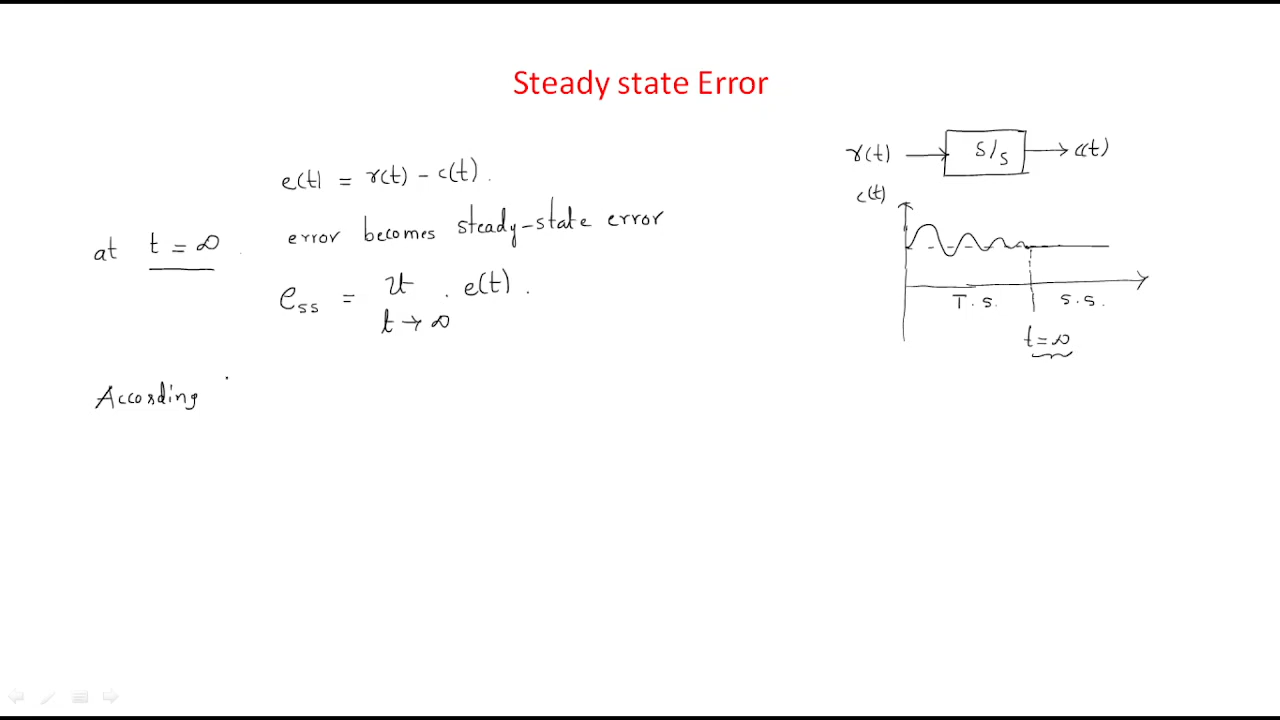 Steady state Error
e(t) = r(t) - c(t).
at t = ∞ error becomes steady-state error
ess = lt . e(t).
t → ∞
According
r(t) → S/S → c(t)
c(t)
T.S. S.S.
t=∞